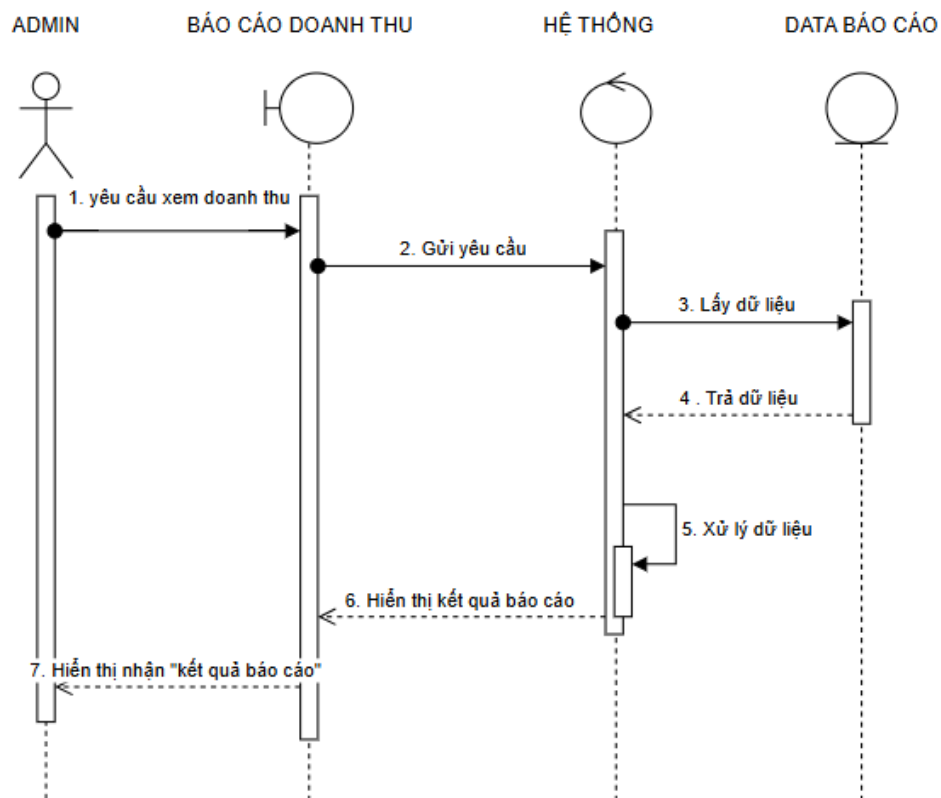 ADMIN
BÁO CÁO DOANH THU
HỆ THỐNG
DATA BÁO CÁO
1. yêu cầu xem doanh thu
2. Gửi yêu cầu
3. Lấy dữ liệu
4 . Trả dữ liệu
5. Xử lý dữ liệu
6. Hiển thị kết quả báo cáo
7. Hiển thị nhận "kết quả báo cáo"